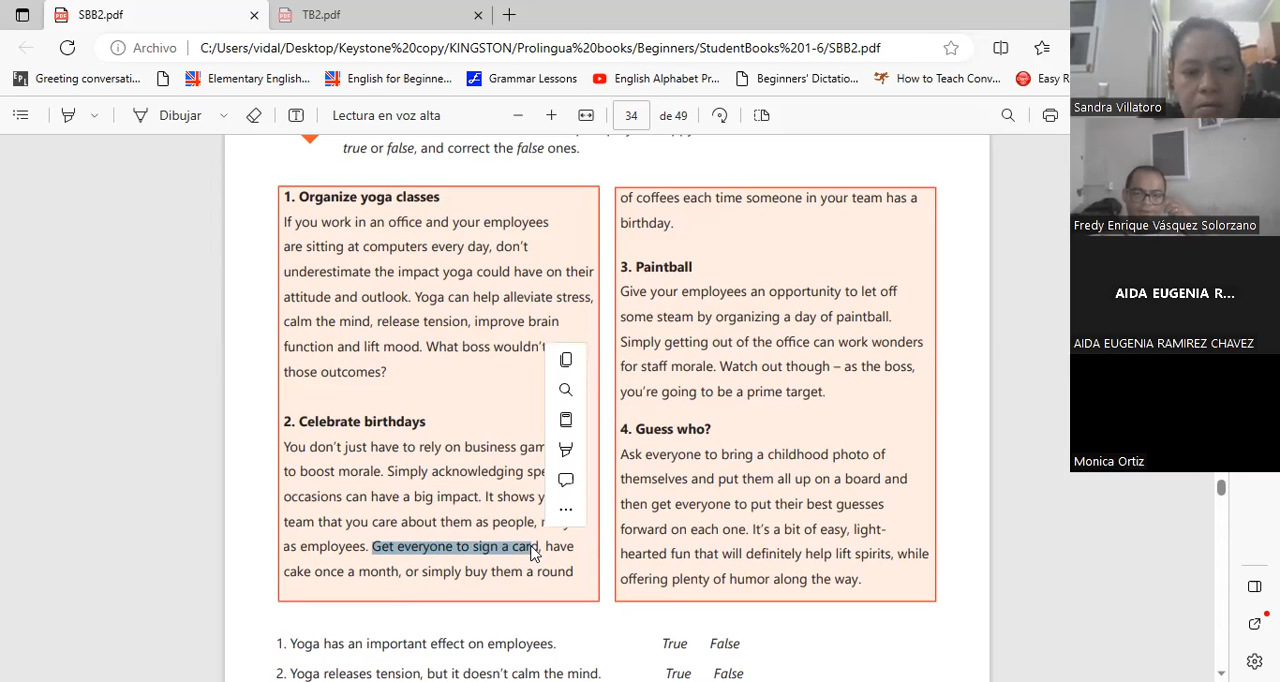 SBB2.pdf
TB2.pdf
Archivo
C:/Users/vidal/Desktop/Keystone%20copy/KINGSTON/Prolingua%20books/Beginners/StudentBooks%201-6/SBB2.pdf
Greeting conversati...
Elementary English...
English for Beginne...
Grammar Lessons
English Alphabet Pr...
Beginners' Dictatio...
How to Teach Conv...
Easy R
Dibujar
Lectura en voz alta
34
de 49
true or false, and correct the false ones.
1. Organize yoga classes
If you work in an office and your employees
are sitting at computers every day, don't
underestimate the impact yoga could have on their
attitude and outlook. Yoga can help alleviate stress,
calm the mind, release tension, improve brain
function and lift mood. What boss wouldn't
those outcomes?
2. Celebrate birthdays
You don't just have to rely on business gam
to boost morale. Simply acknowledging spe
occasions can have a big impact. It shows y
team that you care about them as people,
as employees. Get everyone to sign a card, have
cake once a month, or simply buy them a round
of coffees each time someone in your team has a
birthday.
3. Paintball
Give your employees an opportunity to let off
some steam by organizing a day of paintball.
Simply getting out of the office can work wonders
for staff morale. Watch out though – as the boss,
you're going to be a prime target.
4. Guess who?
Ask everyone to bring a childhood photo of
themselves and put them all up on a board and
then get everyone to put their best guesses
forward on each one. It's a bit of easy, light-
hearted fun that will definitely help lift spirits, while
offering plenty of humor along the way.
1. Yoga has an important effect on employees. True False
2. Yoga releases tension, but it doesn't calm the mind. True False
Sandra Villatoro
Fredy Enrique Vásquez Solorzano
AIDA EUGENIA R...
AIDA EUGENIA RAMIREZ CHAVEZ
Monica Ortiz